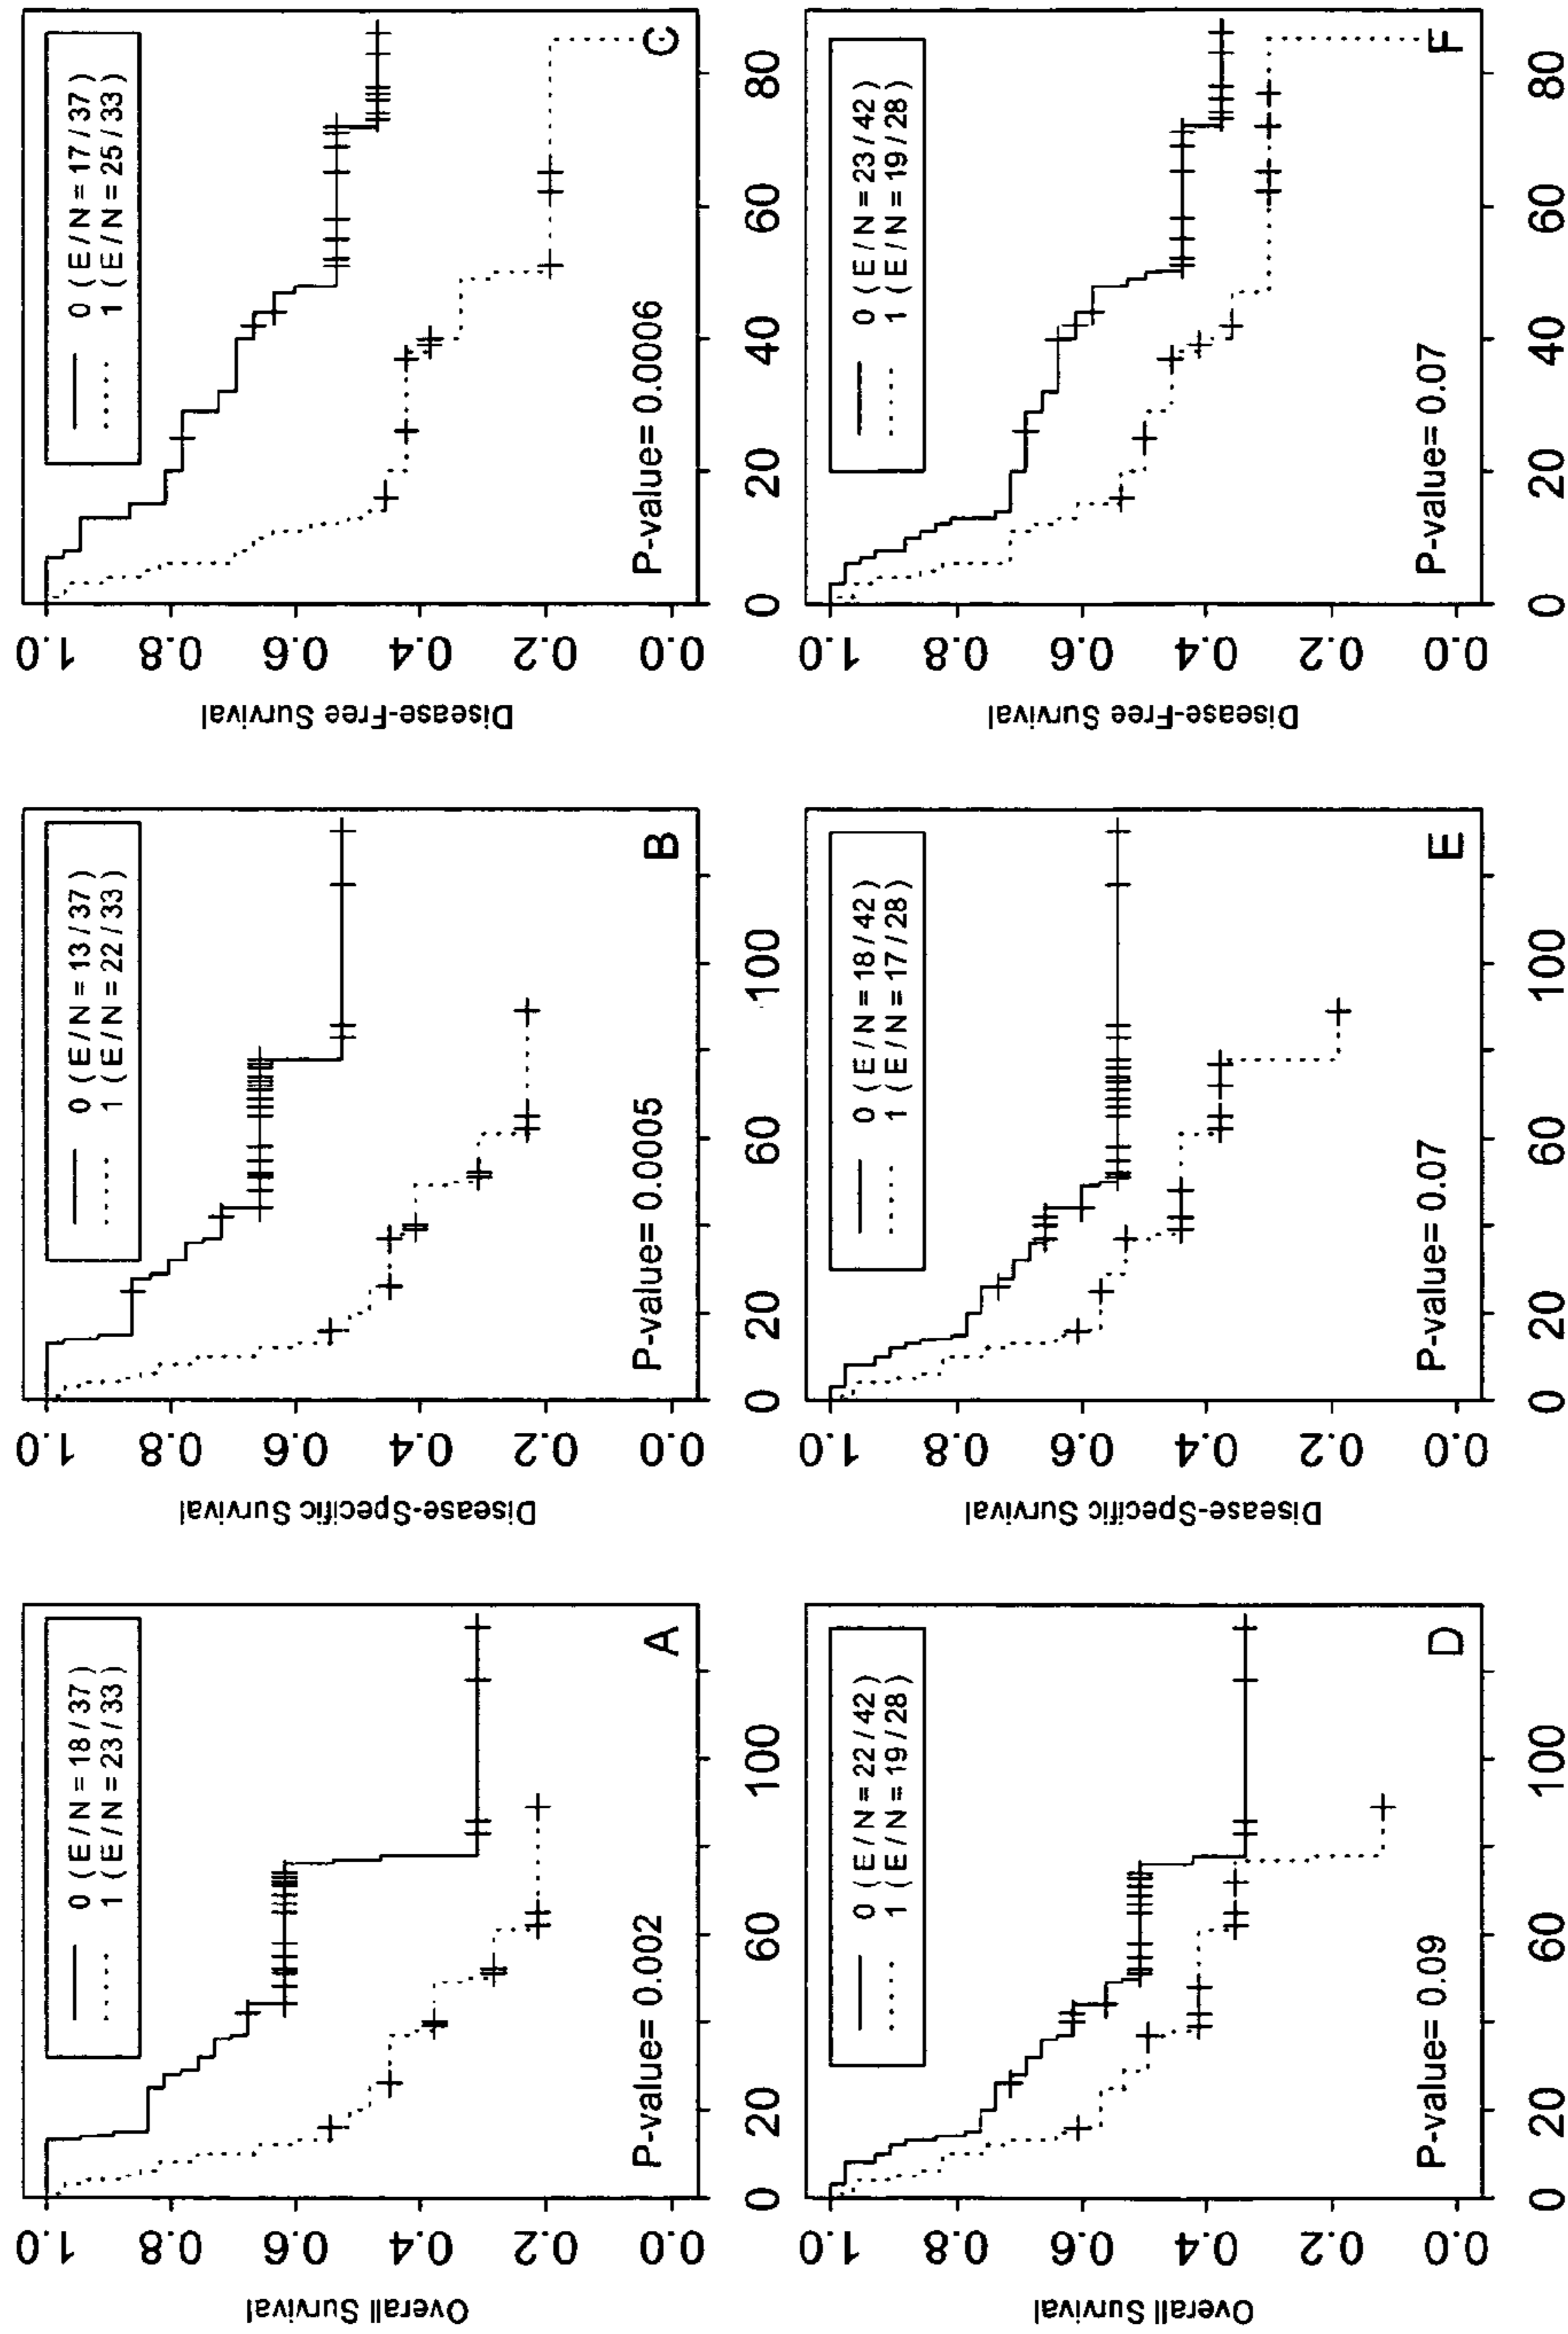 Overall Survival
1.0
0.8
0.6
0.4
0.2
0.0
0 ( E / N = 18 / 37 )
1 ( E / N = 23 / 33 )
P-value= 0.002
A
0 20 60 100
Disease-Specific Survival
1.0
0.8
0.6
0.4
0.2
0.0
0 ( E / N = 13 / 37 )
1 ( E / N = 22 / 33 )
P-value= 0.0005
B
0 20 60 100
Disease-Free Survival
1.0
0.8
0.6
0.4
0.2
0.0
0 ( E / N = 17 / 37 )
1 ( E / N = 25 / 33 )
P-value= 0.0006
C
0 20 40 60 80
Overall Survival
1.0
0.8
0.6
0.4
0.2
0.0
0 ( E / N = 22 / 42 )
1 ( E / N = 19 / 28 )
P-value= 0.09
D
0 20 60 100
Disease-Specific Survival
1.0
0.8
0.6
0.4
0.2
0.0
0 ( E / N = 18 / 42 )
1 ( E / N = 17 / 28 )
P-value= 0.07
E
0 20 60 100
Disease-Free Survival
1.0
0.8
0.6
0.4
0.2
0.0
0 ( E / N = 23 / 42 )
1 ( E / N = 19 / 28 )
P-value= 0.07
F
0 20 40 60 80